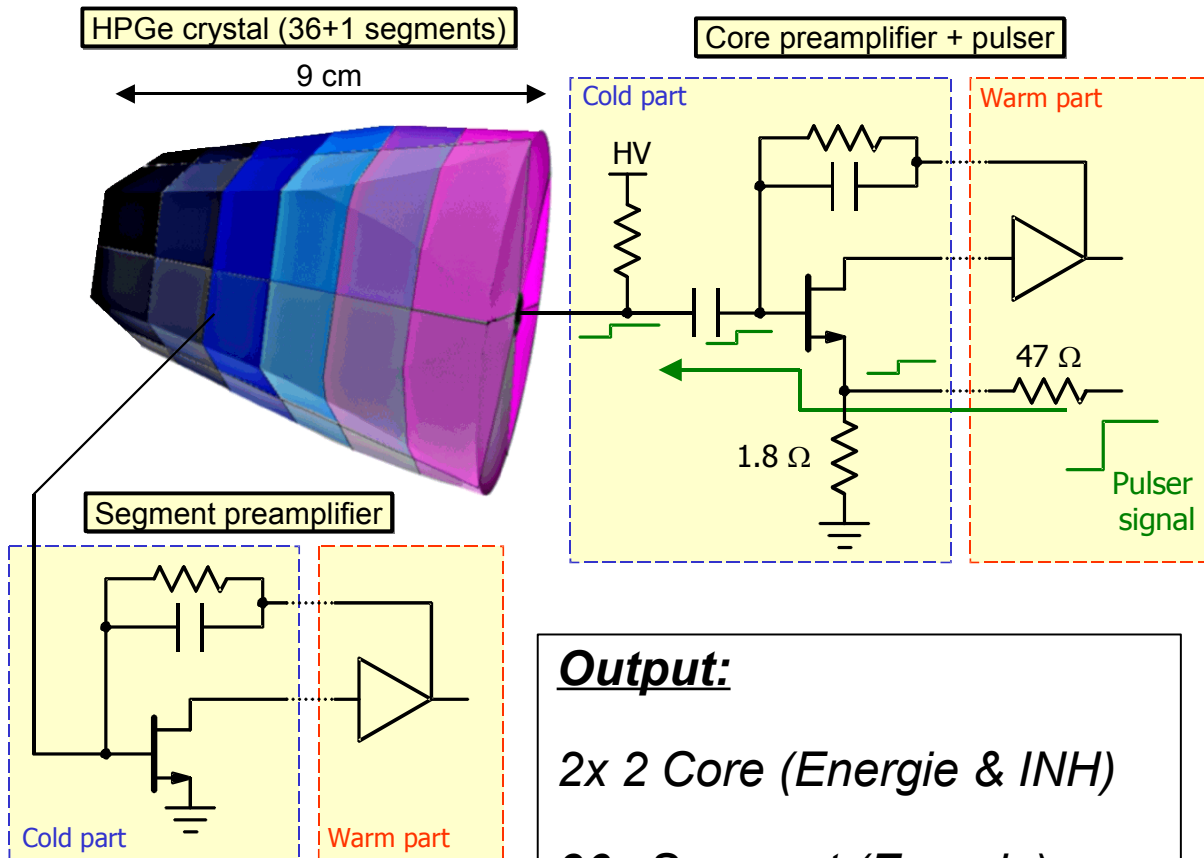 HPGe crystal (36+1 segments)
9 cm
Core preamplifier + pulser
Cold part
Warm part
HV
47 Ω
1.8 Ω
Pulser
signal
Segment preamplifier
Cold part
Warm part
Output:
2x 2 Core (Energie & INH)